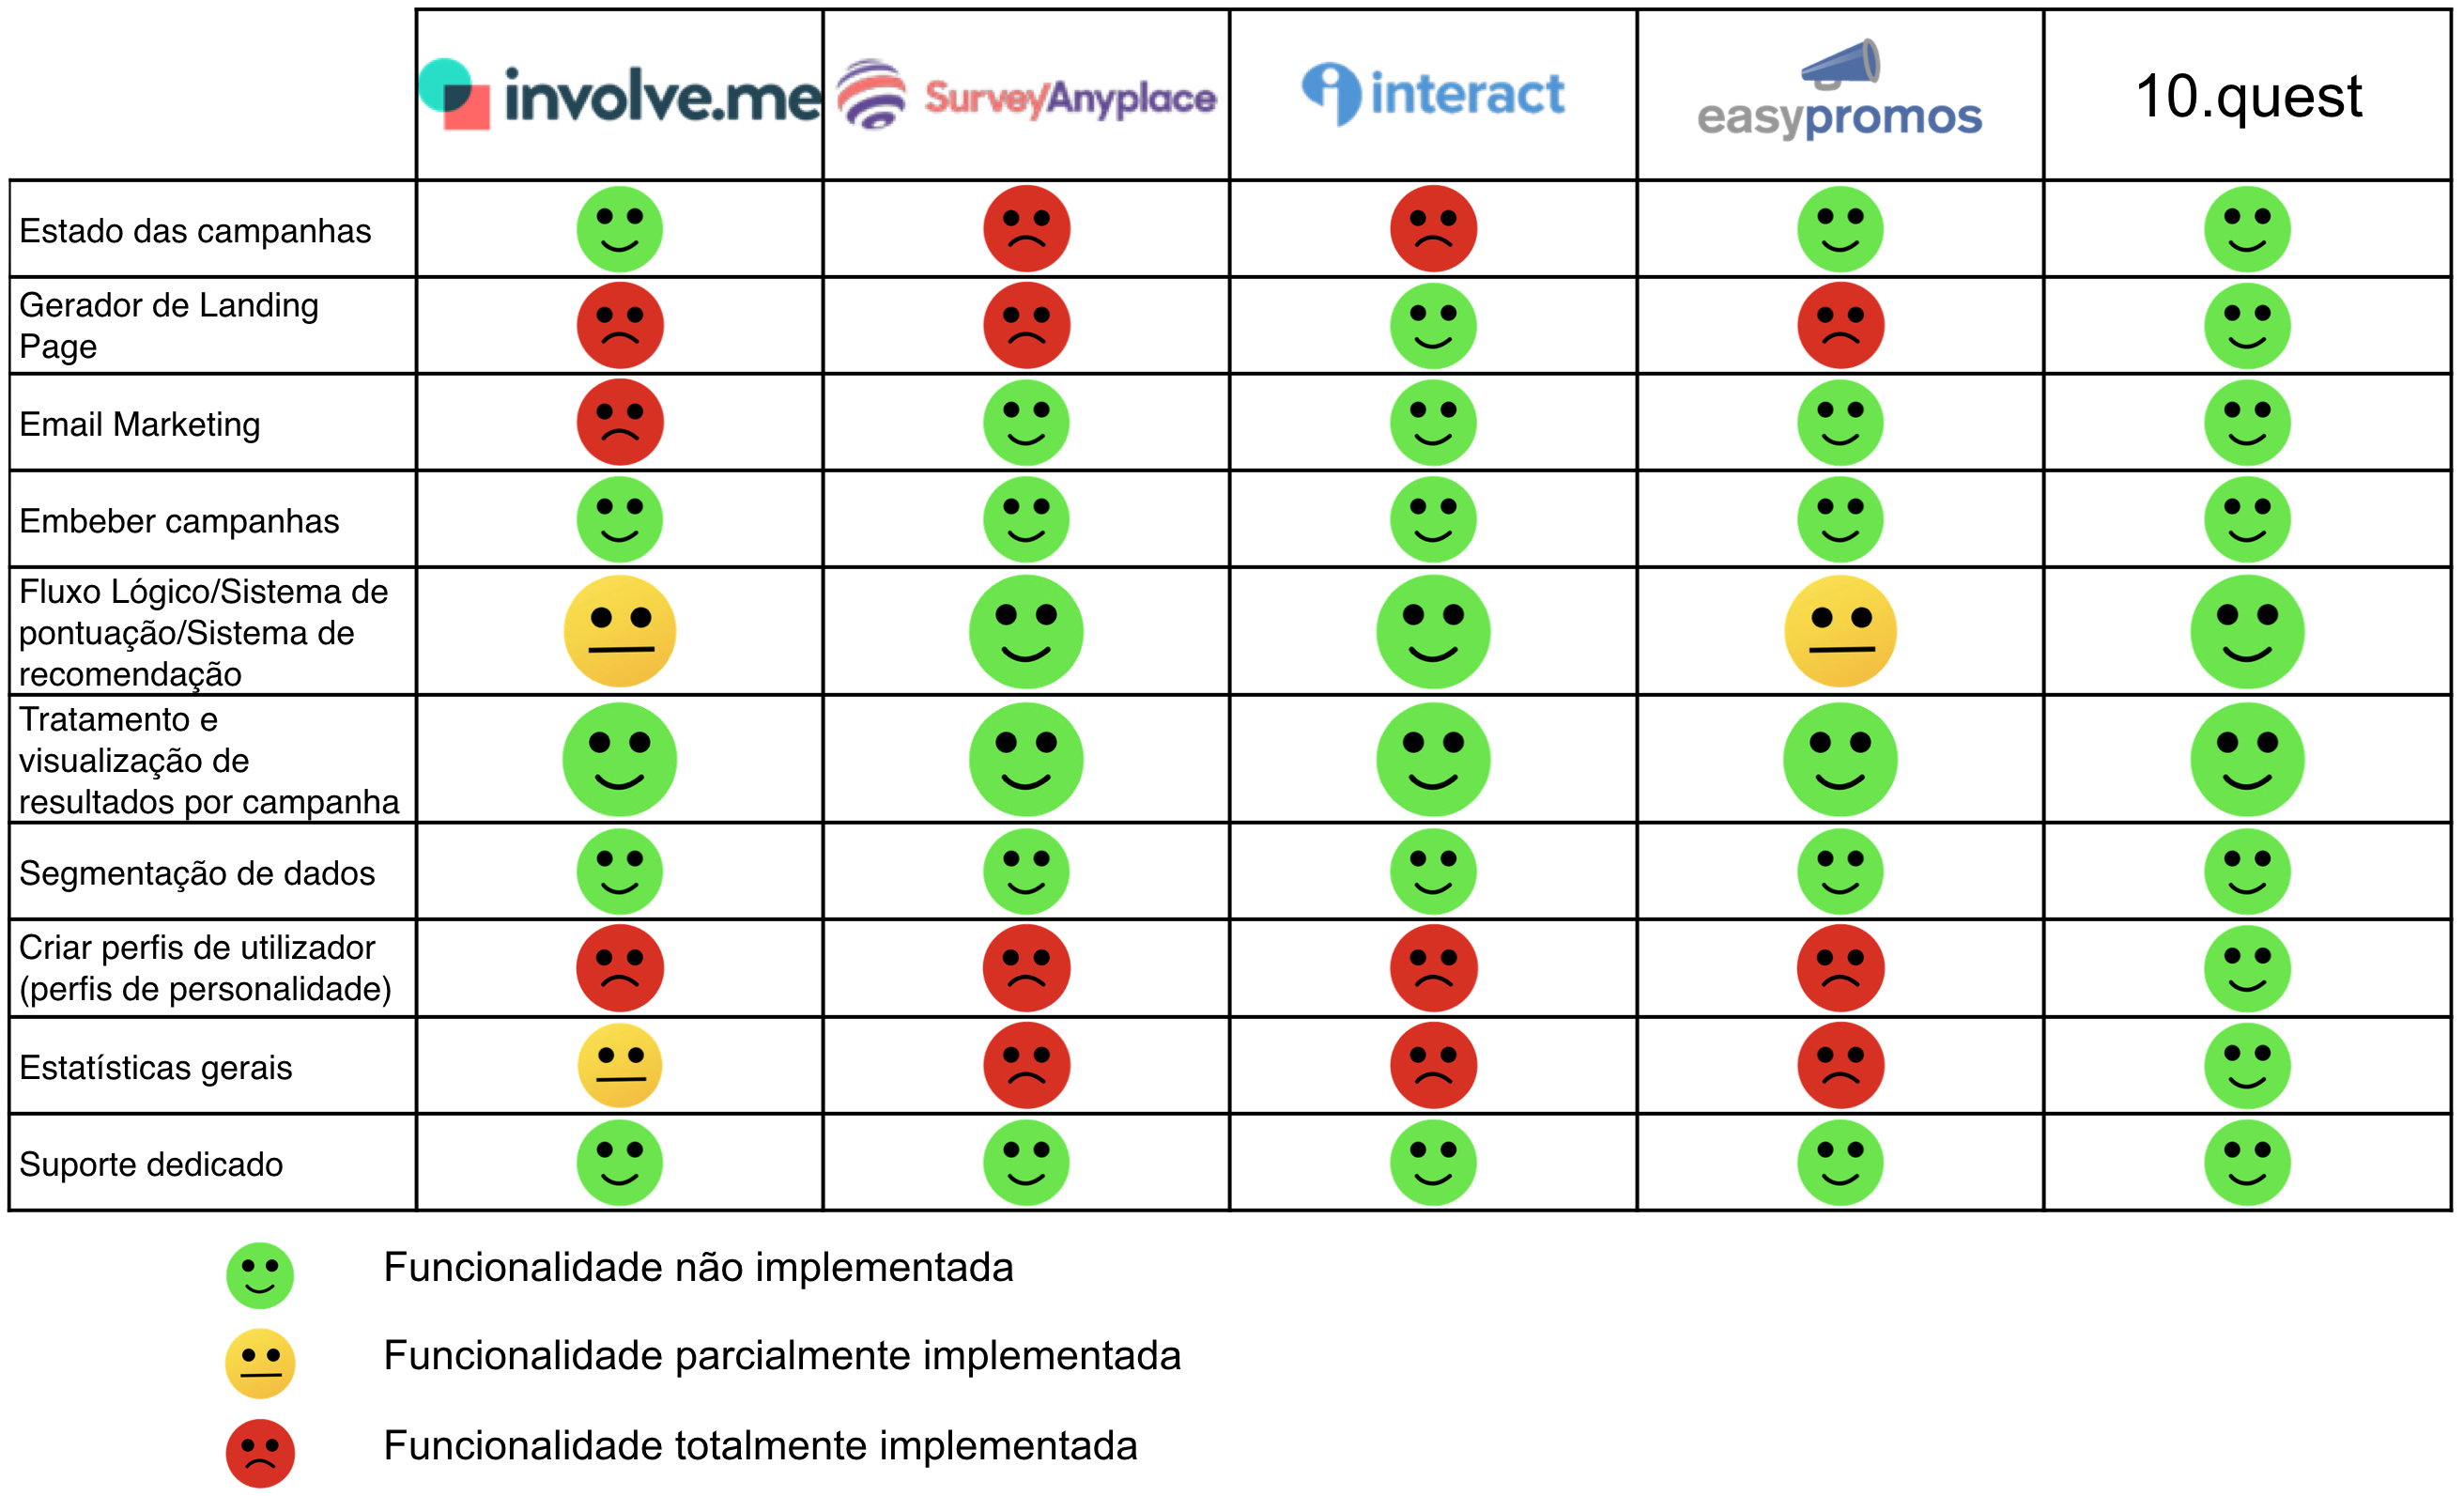 involve.me SurveyAnyplace interact easypromos 10.quest
Estado das campanhas
Gerador de Landing
Page
Email Marketing
Embeber campanhas
Fluxo Lógico/Sistema de
pontuação/Sistema de
recomendação
Tratamento e
visualização de
resultados por campanha
Segmentação de dados
Criar perfis de utilizador
(perfis de personalidade)
Estatísticas gerais
Suporte dedicado
Funcionalidade não implementada
Funcionalidade parcialmente implementada
Funcionalidade totalmente implementada